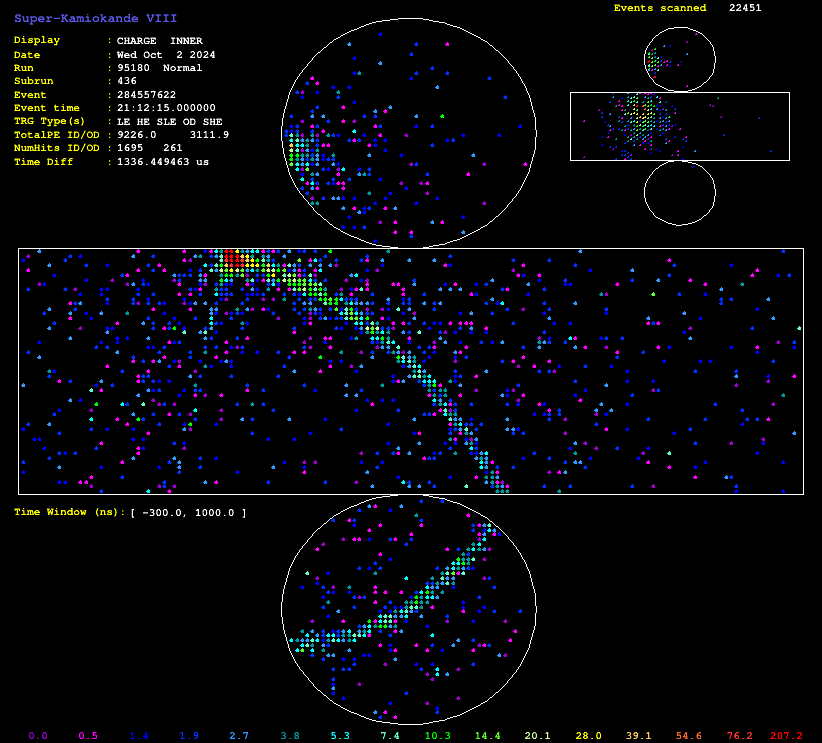 Super-Kamiokande VIII
Events scanned 22451
Display : CHARGE INNER
Date : Wed Oct 2 2024
Run : 95180 Normal
Subrun : 436
Event : 284557622
Event time : 21:12:15.000000
TRG Type(s) : LE HE SLE OD SHE
TotalPE ID/OD : 9226.0 3111.9
NumHits ID/OD : 1695 261
Time Diff : 1336.449463 us
Time Window (ns): [ -300.0, 1000.0 ]
0.0 0.5 1.4 1.9 2.7 3.8 5.3 7.4 10.3 14.4 20.1 28.0 39.1 54.6 76.2 207.2